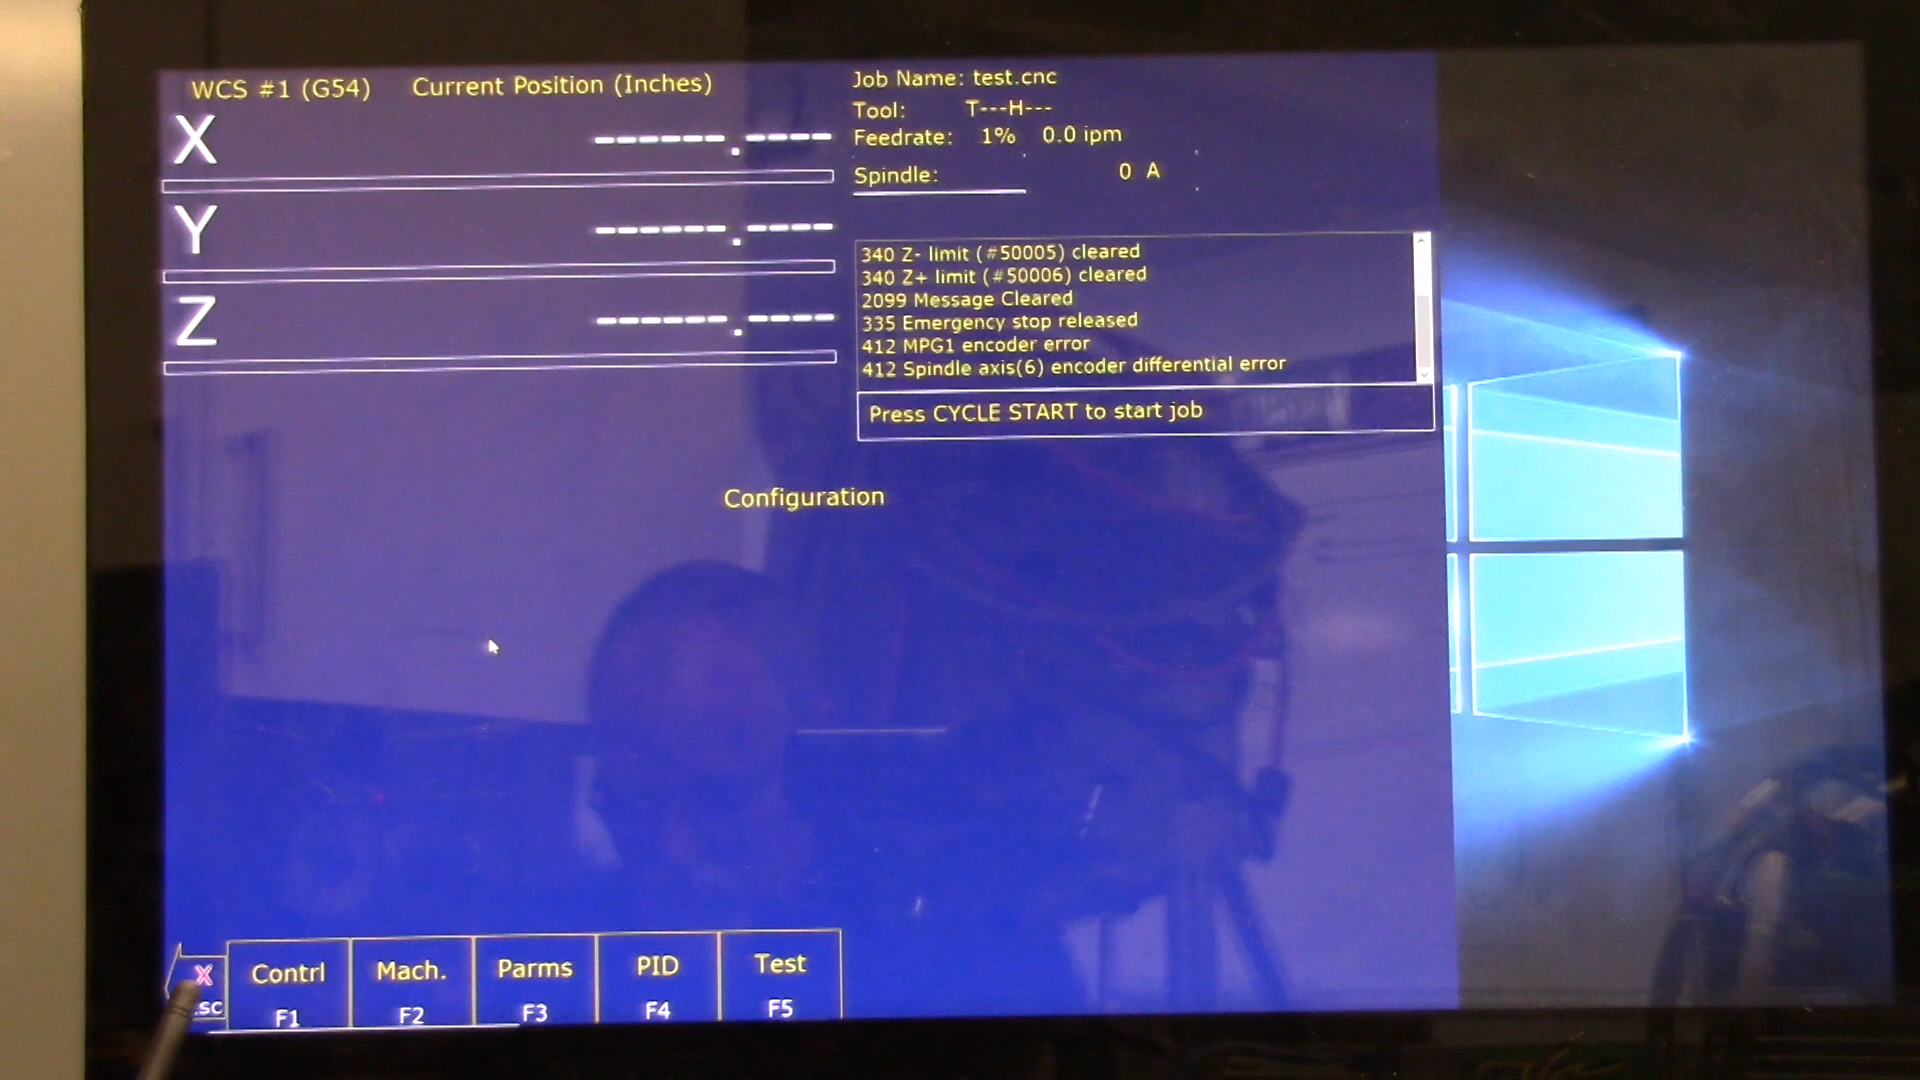 WCS #1 (G54) Current Position (Inches)
X ------.----
Y ------.----
Z ------.----
Job Name: test.cnc
Tool: T---H---
Feedrate: 1% 0.0 ipm
Spindle: 0 A
340 Z- limit (#50005) cleared
340 Z+ limit (#50006) cleared
2099 Message Cleared
335 Emergency stop released
412 MPG1 encoder error
412 Spindle axis(6) encoder differential error
Press CYCLE START to start job
Configuration
X Contrl Mach. Parms PID Test
F1 F2 F3 F4 F5